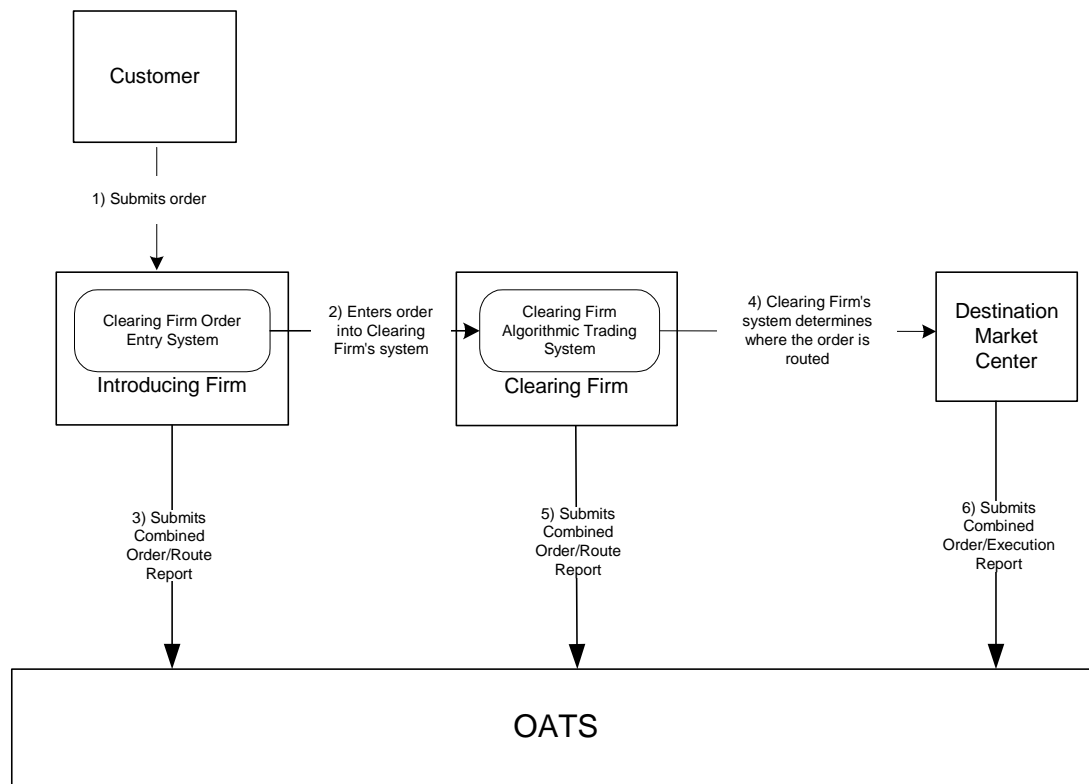 Customer
1) Submits order
Clearing Firm Order
Entry System
Introducing Firm
2) Enters order
into Clearing
Firm's system
Clearing Firm
Algorithmic Trading
System
Clearing Firm
4) Clearing Firm's
system determines
where the order is
routed
Destination
Market
Center
3) Submits
Combined
Order/Route
Report
5) Submits
Combined
Order/Route
Report
6) Submits
Combined
Order/Execution
Report
OATS